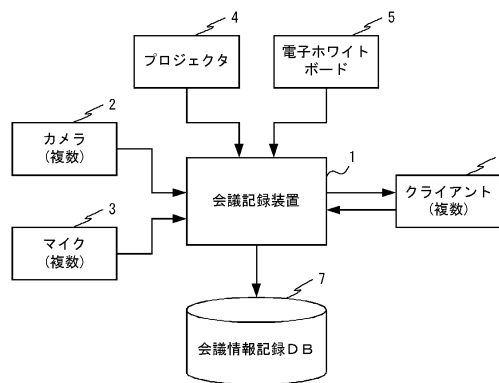 4
プロジェクタ
5
電子ホワイト
ボード
2
カメラ
(複数)
3
マイク
(複数)
1
会議記録装置
クライアント
(複数)
7
会議情報記録DB